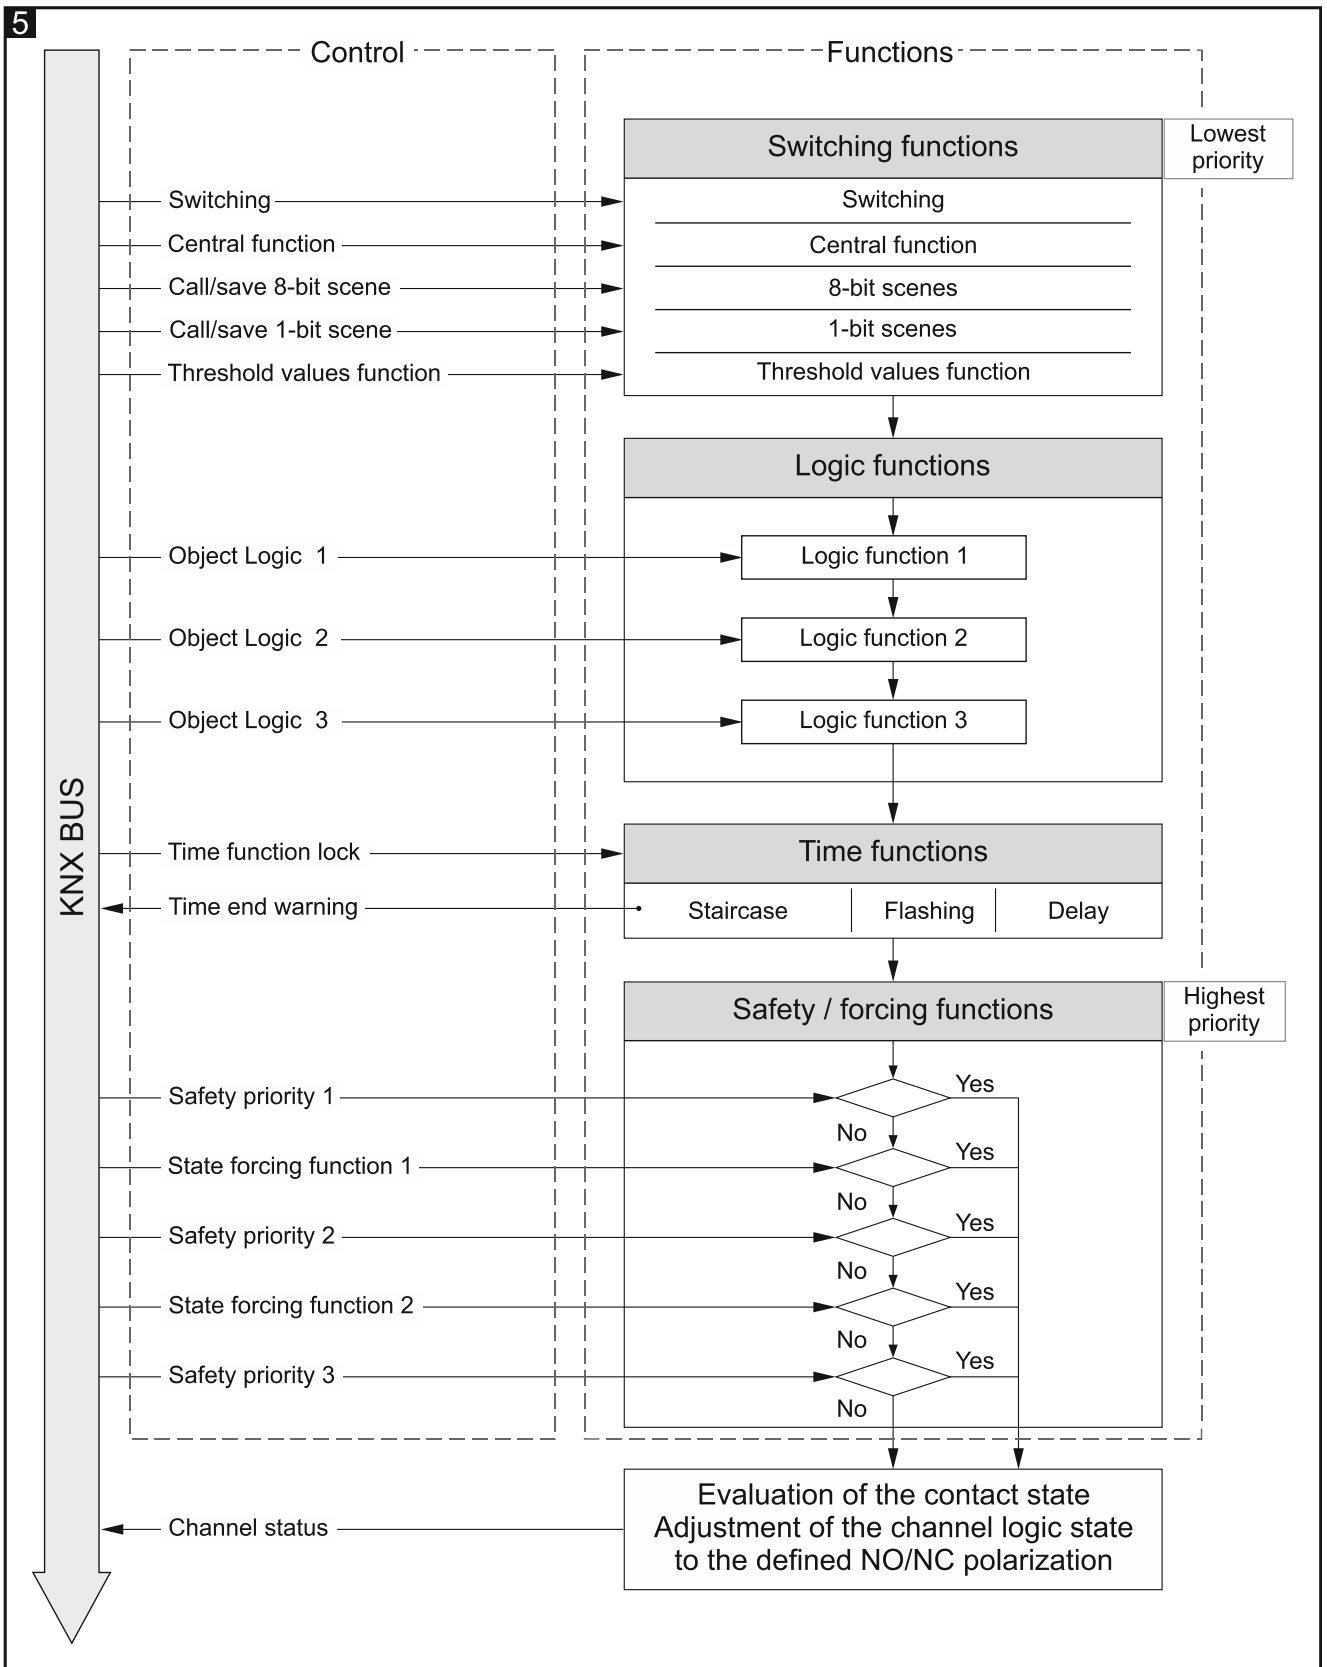 5
Control
Functions
Switching functions
Lowest
priority
Switching
Switching
Central function
Central function
Call/save 8-bit scene
8-bit scenes
Call/save 1-bit scene
1-bit scenes
Threshold values function
Threshold values function
Logic functions
Object Logic 1
Logic function 1
Object Logic 2
Logic function 2
Object Logic 3
Logic function 3
KNX BUS
Time function lock
Time functions
Time end warning
Staircase
Flashing
Delay
Safety / forcing functions
Highest
priority
Safety priority 1
Yes
No
State forcing function 1
Yes
No
Safety priority 2
Yes
No
State forcing function 2
Yes
No
Safety priority 3
Yes
No
Channel status
Evaluation of the contact state
Adjustment of the channel logic state
to the defined NO/NC polarization